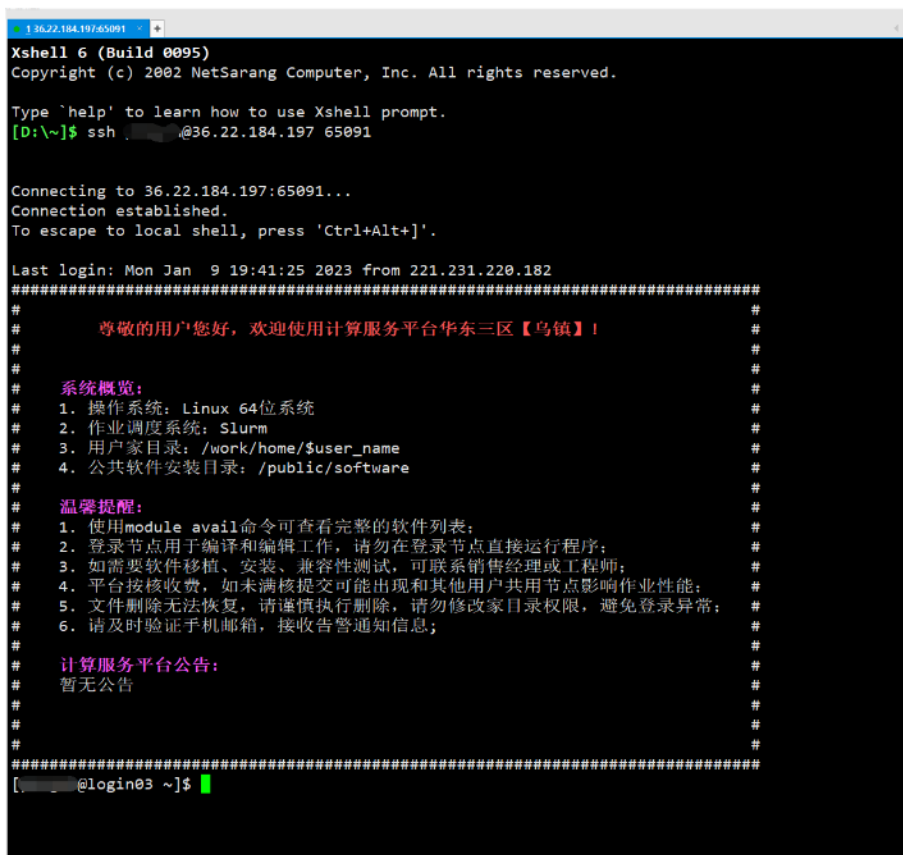 1 36.22.184.197:65091 × +
Xshell 6 (Build 0095)
Copyright (c) 2002 NetSarang Computer, Inc. All rights reserved.
Type `help' to learn how to use Xshell prompt.
[D:\~]$ ssh @36.22.184.197 65091
Connecting to 36.22.184.197:65091...
Connection established.
To escape to local shell, press 'Ctrl+Alt+]'.
Last login: Mon Jan  9 19:41:25 2023 from 221.231.220.182
################################################################################
# #
# 尊敬的用户您好，欢迎使用计算服务平台华东三区【乌镇】！ #
# #
# #
# 系统概览： #
# 1. 操作系统：Linux 64位系统 #
# 2. 作业调度系统：Slurm #
# 3. 用户家目录：/work/home/$user_name #
# 4. 公共软件安装目录：/public/software #
# #
# 温馨提醒： #
# 1. 使用module avail命令可查看完整的软件列表； #
# 2. 登录节点用于编译和编辑工作，请勿在登录节点直接运行程序； #
# 3. 如需要软件移植、安装、兼容性测试，可联系销售经理或工程师； #
# 4. 平台按核收费，如未满核提交可能出现和其他用户共用节点影响作业性能； #
# 5. 文件删除无法恢复，请谨慎执行删除，请勿修改家目录权限，避免登录异常； #
# 6. 请及时验证手机邮箱，接收告警通知信息； #
# #
# 计算服务平台公告： #
# 暂无公告 #
# #
# #
# #
################################################################################
[ @login03 ~]$